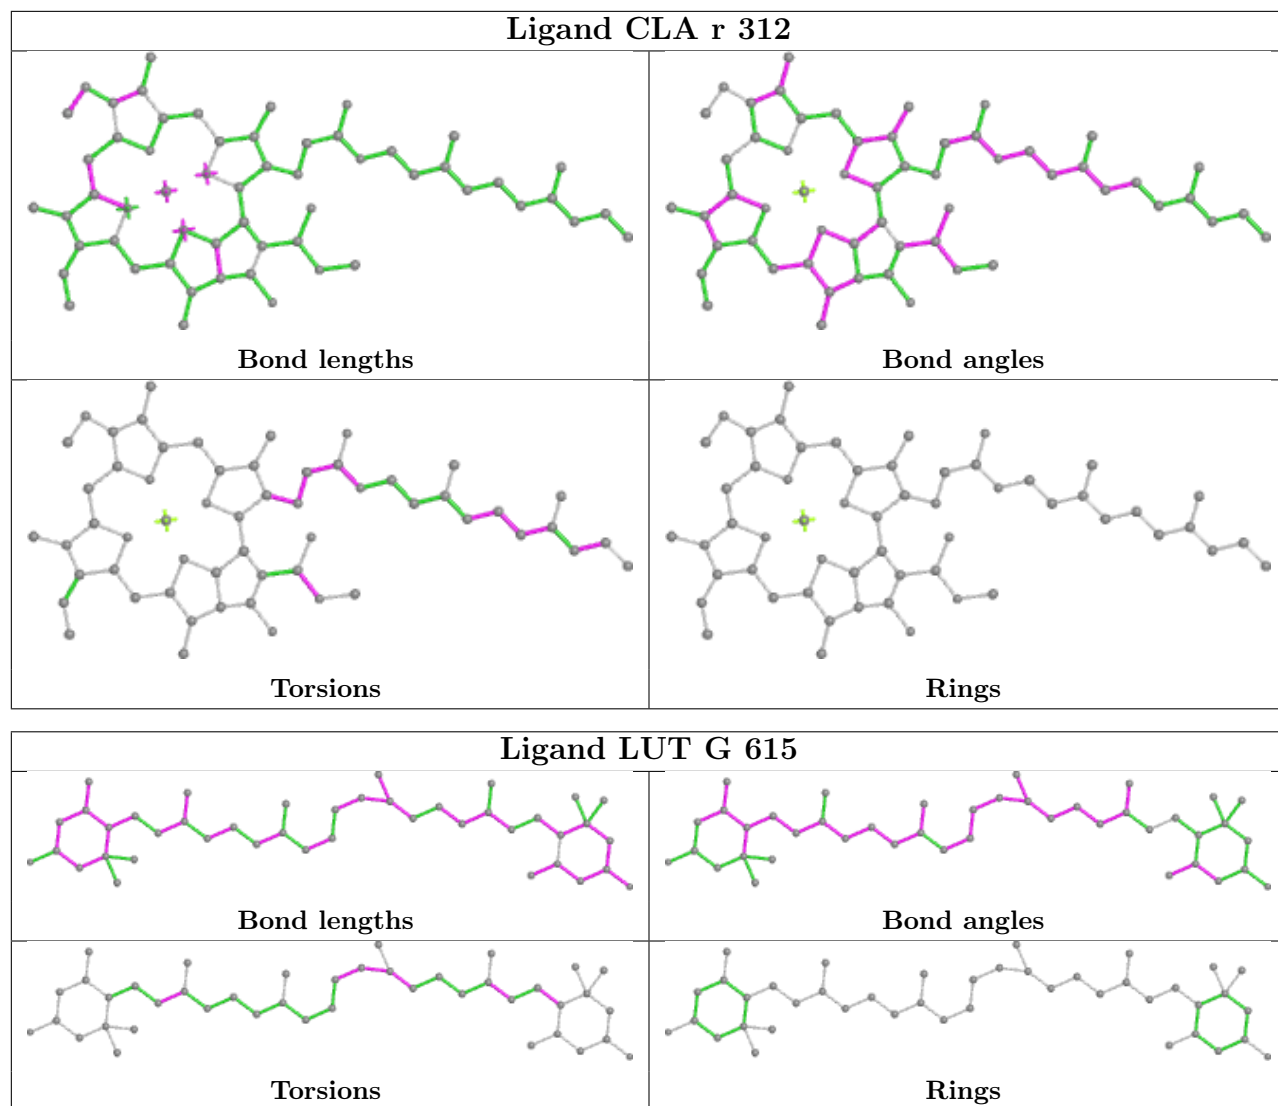 Ligand CLA r 312
Bond lengths
Bond angles
Torsions
Rings
Ligand LUT G 615
Bond lengths
Bond angles
Torsions
Rings